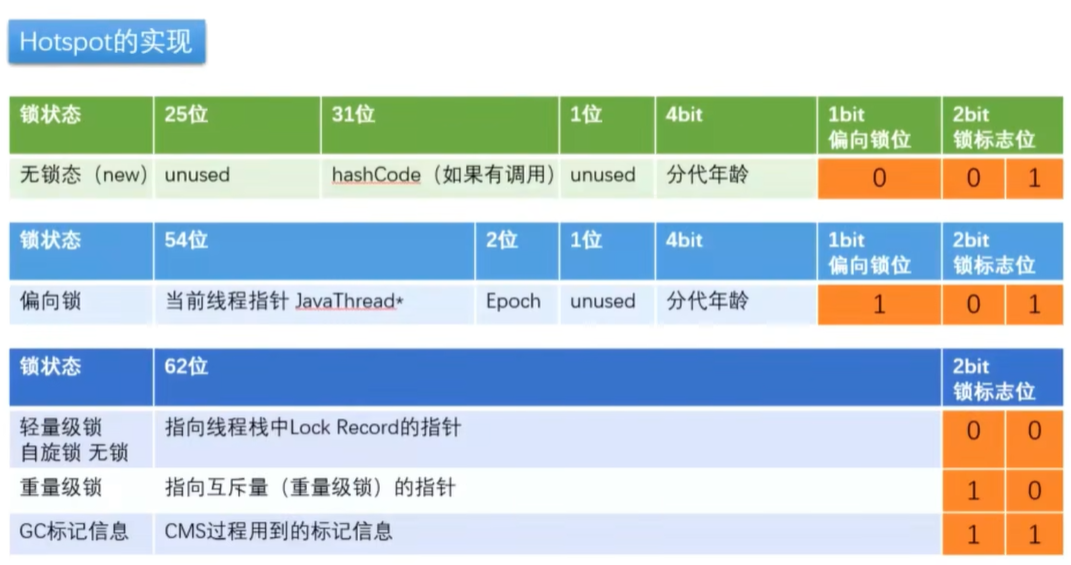 Hotspot的实现
锁状态 25位 31位 1位 4bit 1bit 2bit
偏向锁位 锁标志位
无锁态（new） unused hashCode（如果有调用） unused 分代年龄 0 0 1
锁状态 54位 2位 1位 4bit 1bit 2bit
偏向锁位 锁标志位
偏向锁 当前线程指针 JavaThread* Epoch unused 分代年龄 1 0 1
锁状态 62位 2bit
锁标志位
轻量级锁 指向线程栈中Lock Record的指针 0 0
自旋锁 无锁
重量级锁 指向互斥量（重量级锁）的指针 1 0
GC标记信息 CMS过程用到的标记信息 1 1